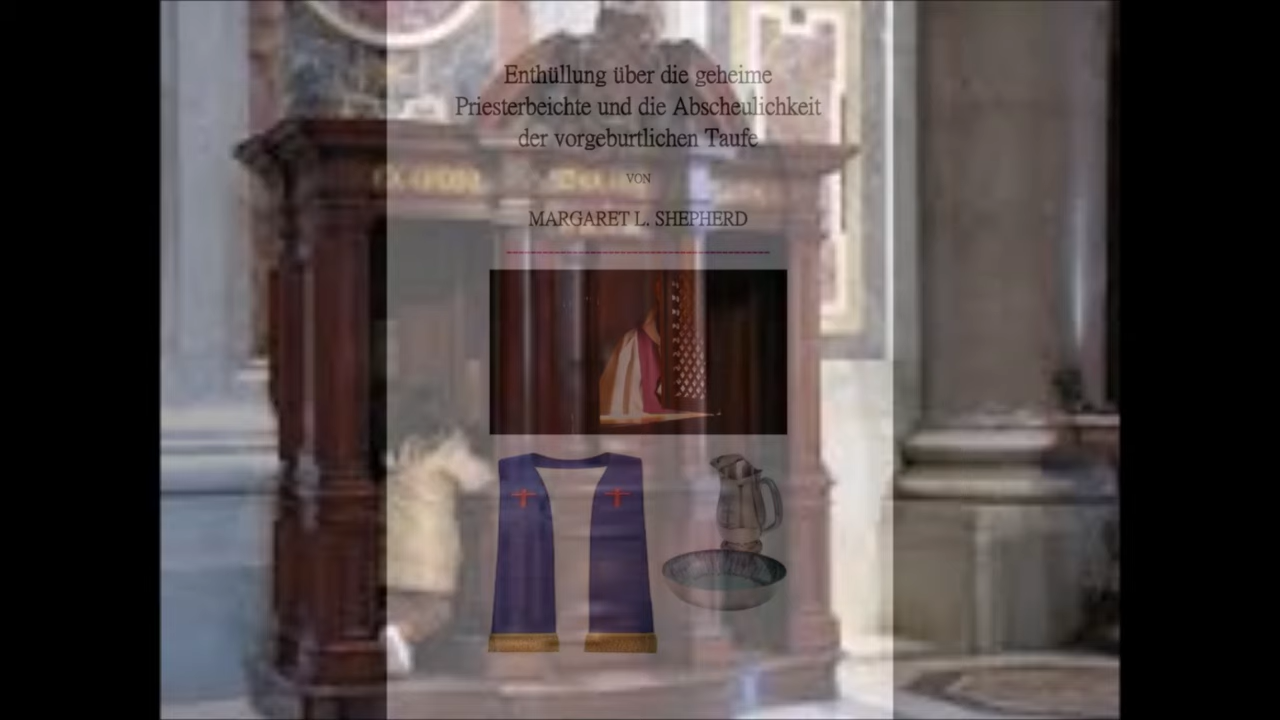 Enthüllung über die geheime
Priesterbeichte und die Abscheulichkeit
der vorgeburtlichen Taufe
VON
MARGARET L. SHEPHERD